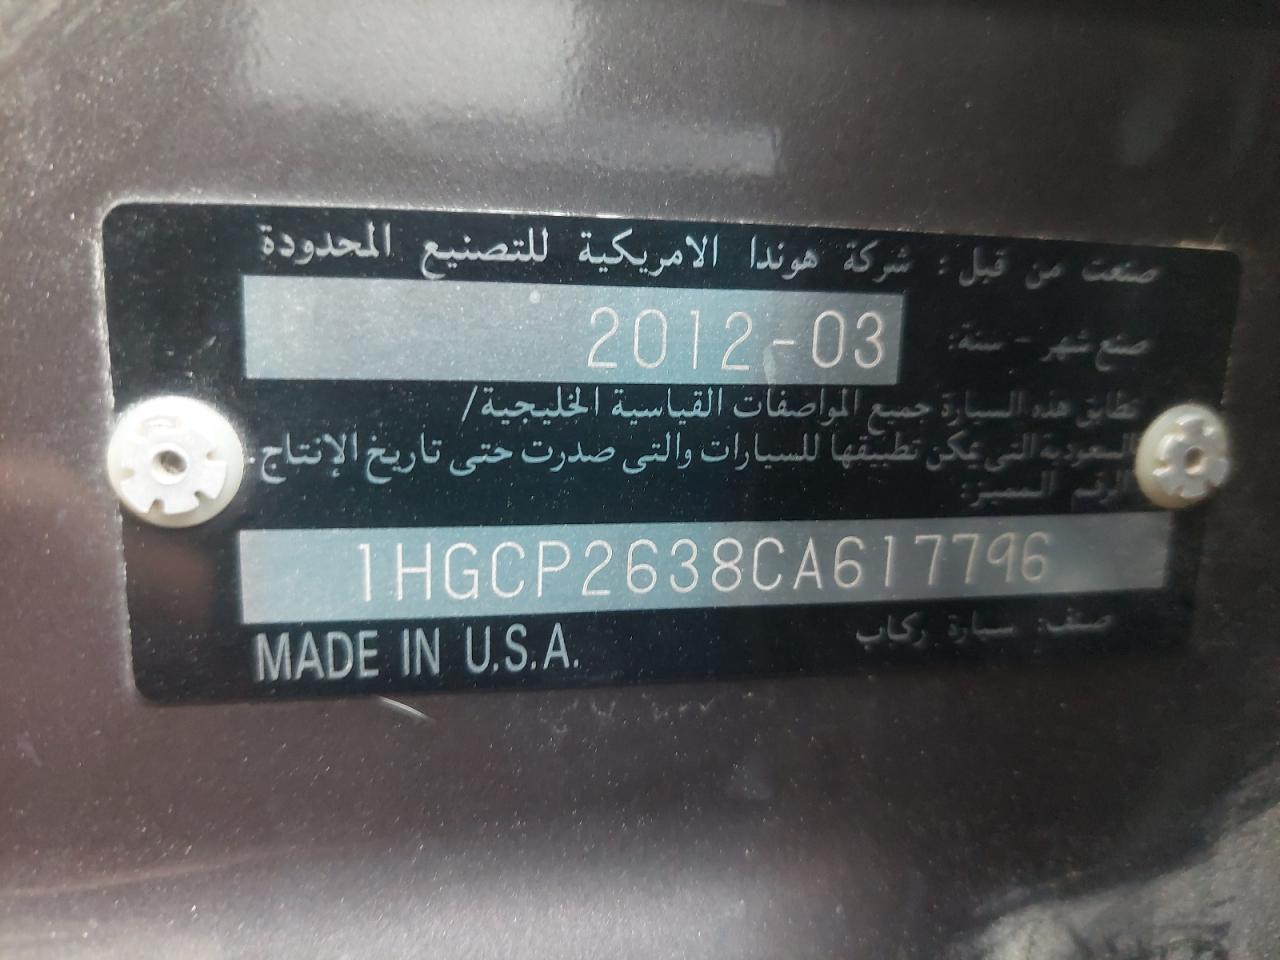 صنعت من قبل : شركة هوندا الامريكية للتصنيع المحدودة
صنع شهر - سنة: 2012-03
تطابق هذه السيارة جميع المواصفات القياسية الخليجية/
السعودية التي يمكن تطبيقها للسيارات والتي صدرت حتى تاريخ الإنتاج.
الرقم المميز:
1HGCP2638CA617796
صنف: سيارة ركاب
MADE IN U.S.A.